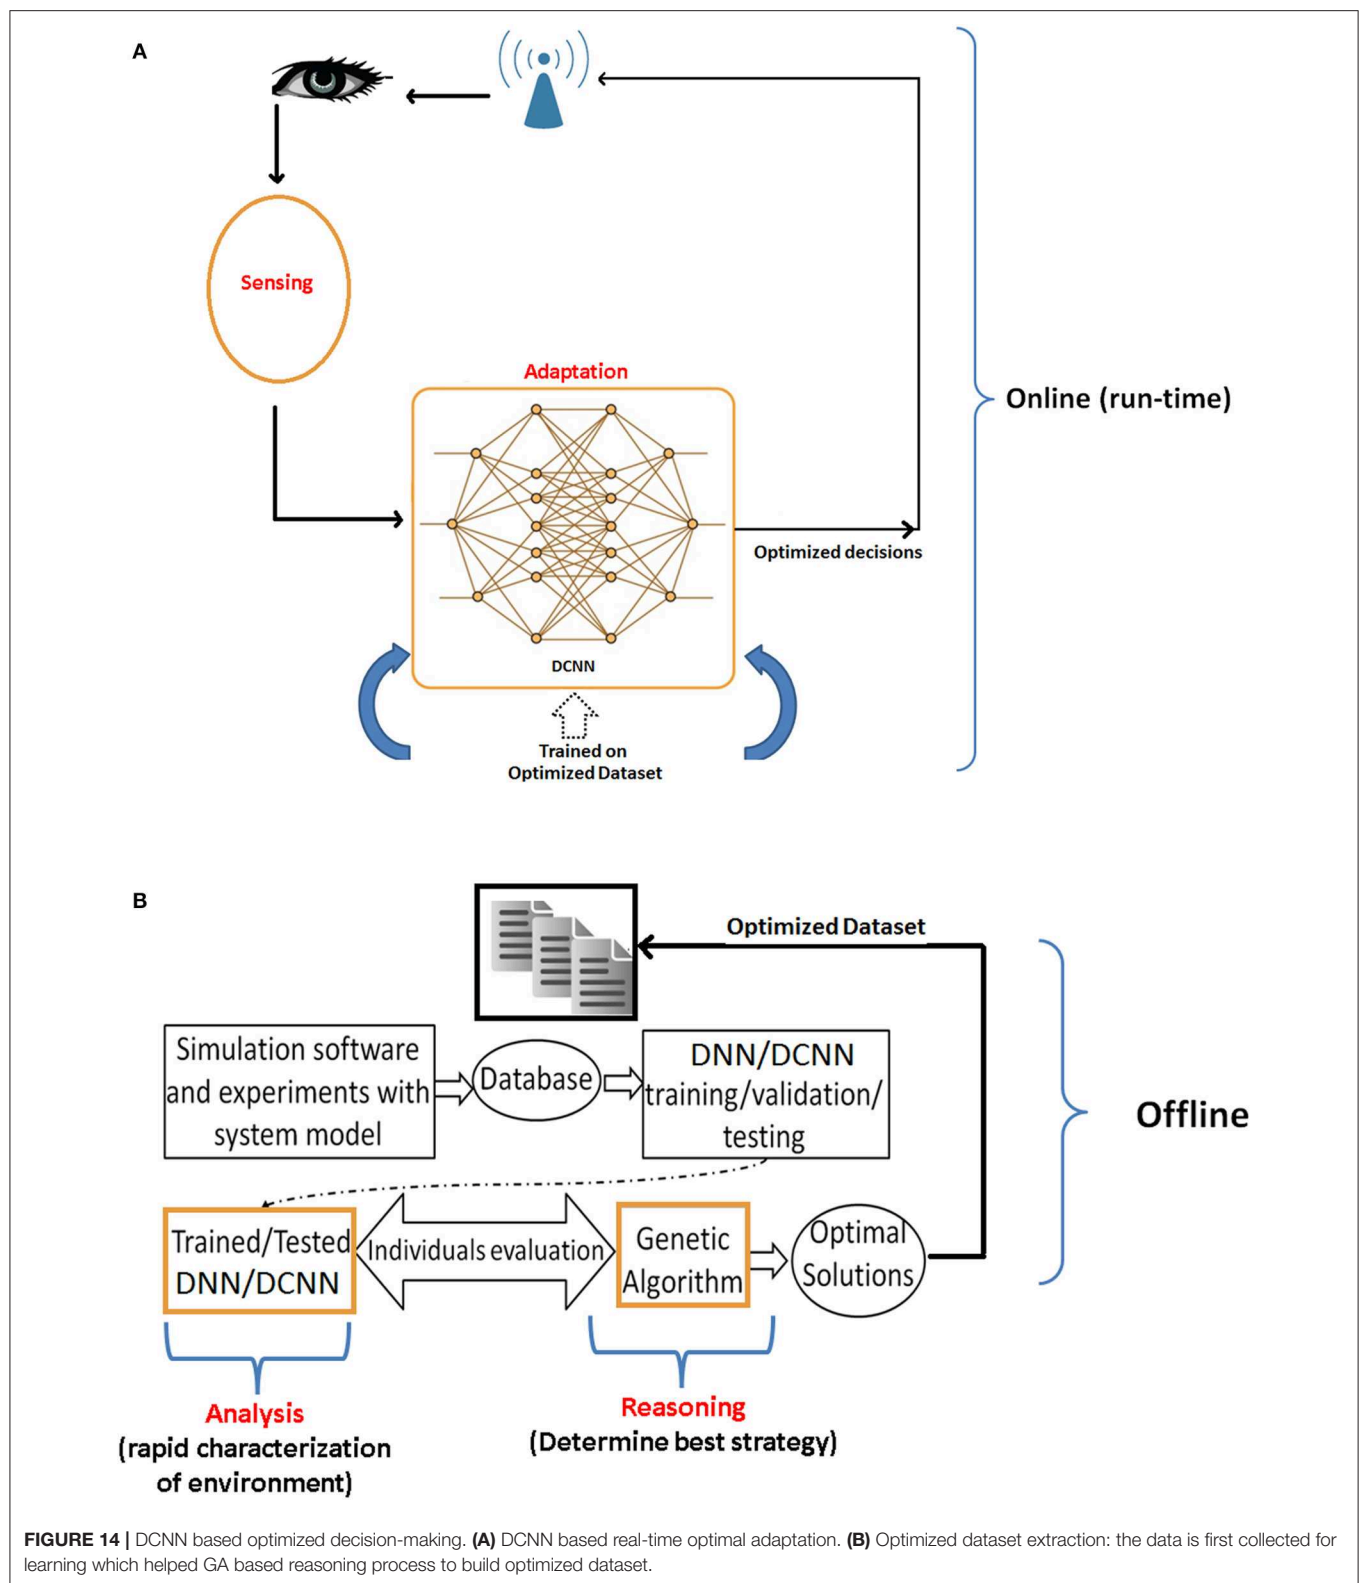 A
Sensing
Adaptation
Online (run-time)
Optimized decisions
DCNN
Trained on
Optimized Dataset
B
Optimized Dataset
Simulation software
and experiments with
system model
Database
DNN/DCNN
training/validation/
testing
Offline
Trained/Tested
DNN/DCNN
Individuals evaluation
Genetic
Algorithm
Optimal
Solutions
Analysis
(rapid characterization
of environment)
Reasoning
(Determine best strategy)
FIGURE 14 | DCNN based optimized decision-making. (A) DCNN based real-time optimal adaptation. (B) Optimized dataset extraction: the data is first collected for
learning which helped GA based reasoning process to build optimized dataset.